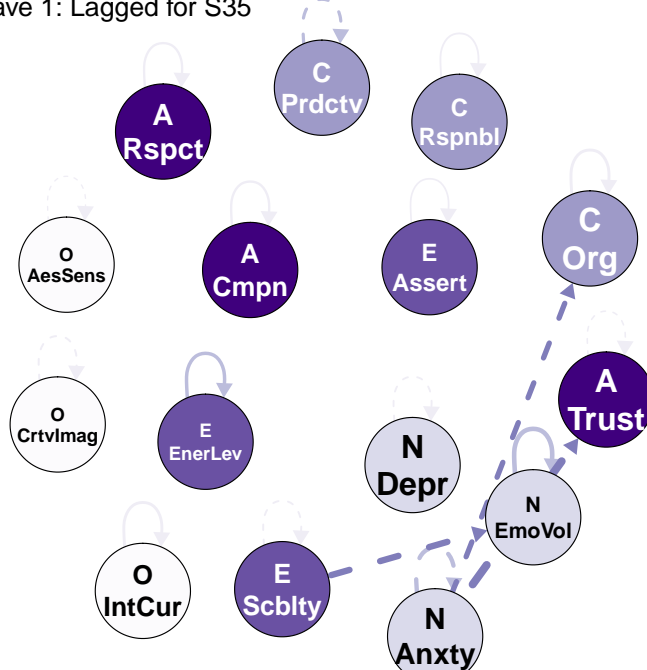 ave 1: Lagged for S35
C
Prdctv
A
Rspct
C
Rspnbl
C
Org
O
AesSens
A
Cmpn
E
Assert
A
Trust
O
CrtvImag
E
EnerLev
N
Depr
N
EmoVol
O
IntCur
E
Scblty
N
Anxty